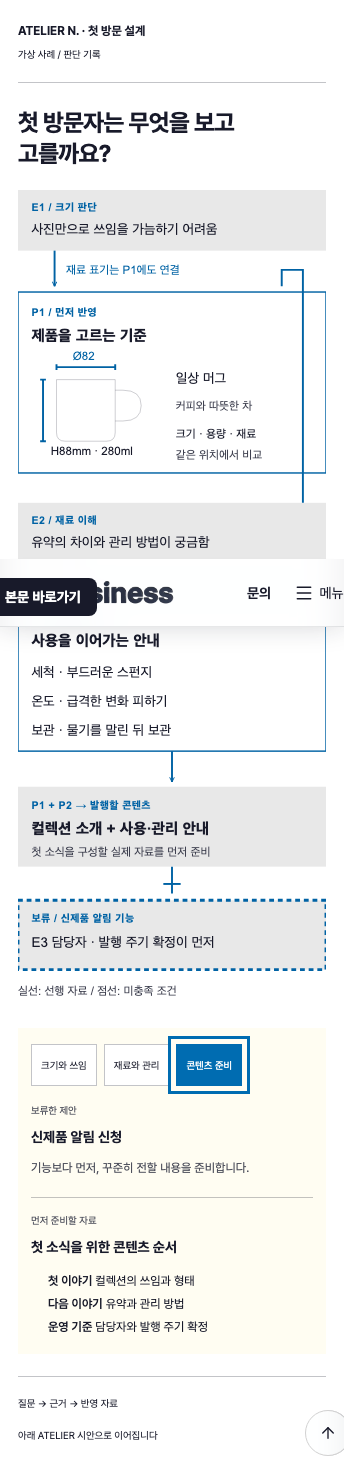 ATELIER N. · 첫 방문 설계
가상 사례 / 판단 기록
첫 방문자는 무엇을 보고
고를까요?
E1 / 크기 판단
사진만으로 쓰임을 가늠하기 어려움
재료 표기는 P1에도 연결
P1 / 먼저 반영
제품을 고르는 기준
Ø82
H88mm · 280ml
일상 머그
커피와 따뜻한 차
크기 · 용량 · 재료
같은 위치에서 비교
E2 / 재료 이해
유약의 차이와 관리 방법이 궁금함
본문 바로가기
siness
문의
메뉴
사용을 이어가는 안내
세척 · 부드러운 스펀지
온도 · 급격한 변화 피하기
보관 · 물기를 말린 뒤 보관
P1 + P2 → 발행할 콘텐츠
컬렉션 소개 + 사용·관리 안내
첫 소식을 구성할 실제 자료를 먼저 준비
보류 / 신제품 알림 기능
E3 담당자 · 발행 주기 확정이 먼저
실선: 선행 자료 / 점선: 미충족 조건
크기와 쓰임
재료와 관리
콘텐츠 준비
보류한 제안
신제품 알림 신청
기능보다 먼저, 꾸준히 전할 내용을 준비합니다.
먼저 준비할 자료
첫 소식을 위한 콘텐츠 순서
첫 이야기 컬렉션의 쓰임과 형태
다음 이야기 유약과 관리 방법
운영 기준 담당자와 발행 주기 확정
질문 → 근거 → 반영 자료
아래 ATELIER 시안으로 이어집니다